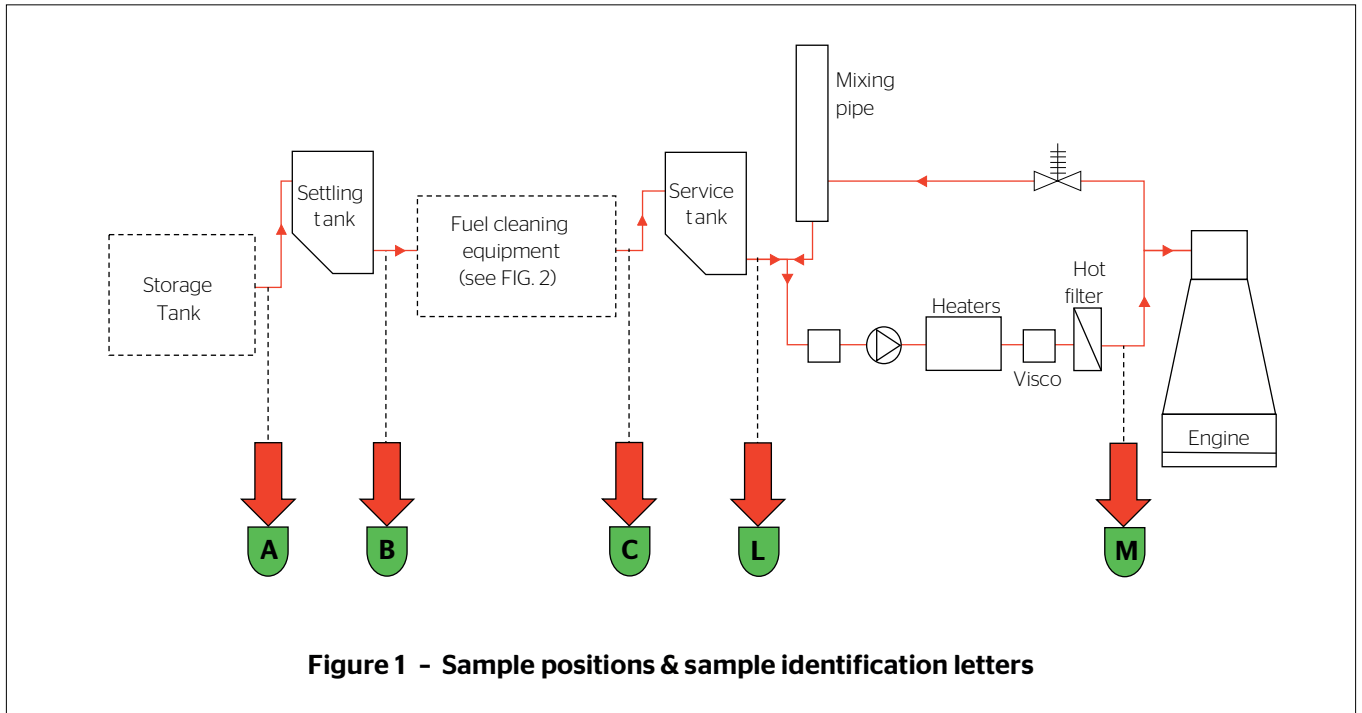 Storage
Tank
Settling
tank
Fuel cleaning
equipment
(see FIG. 2)
Service
tank
Mixing
pipe
Heaters
Visco
Hot
filter
Engine
A
B
C
L
M
Figure 1 - Sample positions & sample identification letters